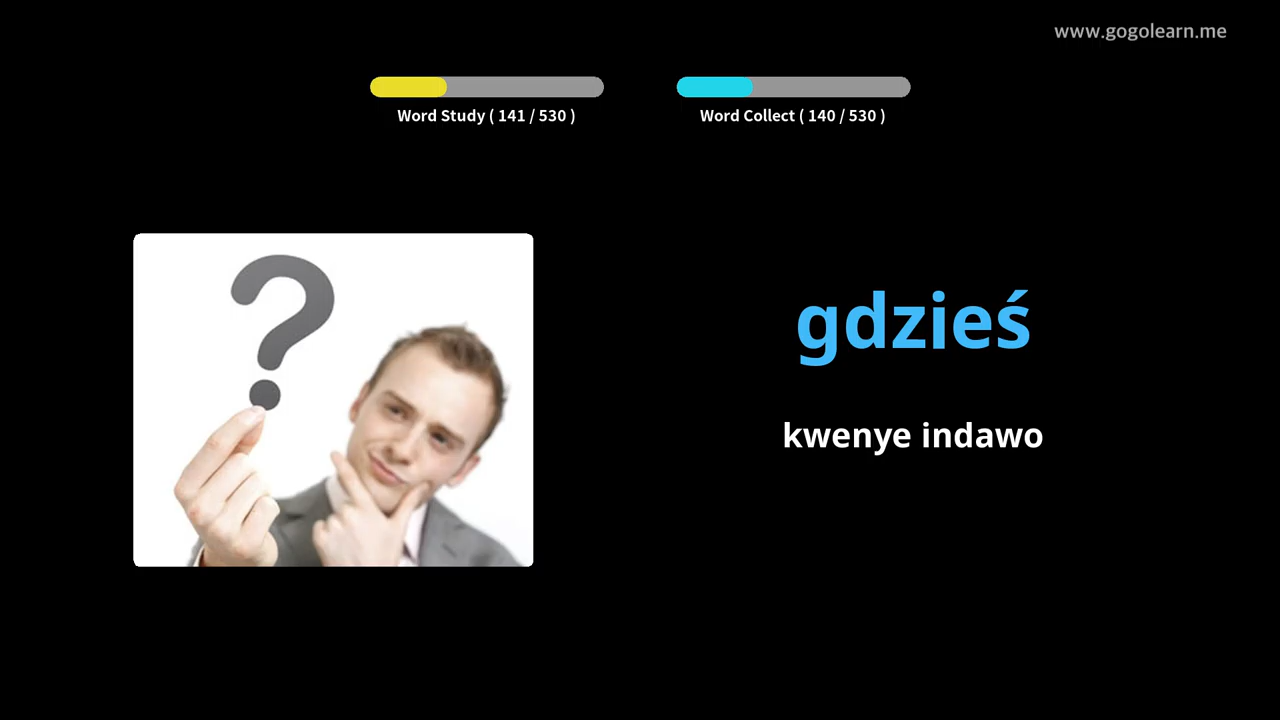 www.gogolearn.me
Word Study ( 141 / 530 )
Word Collect ( 140 / 530 )
?
gdzieś
kwenye indawo